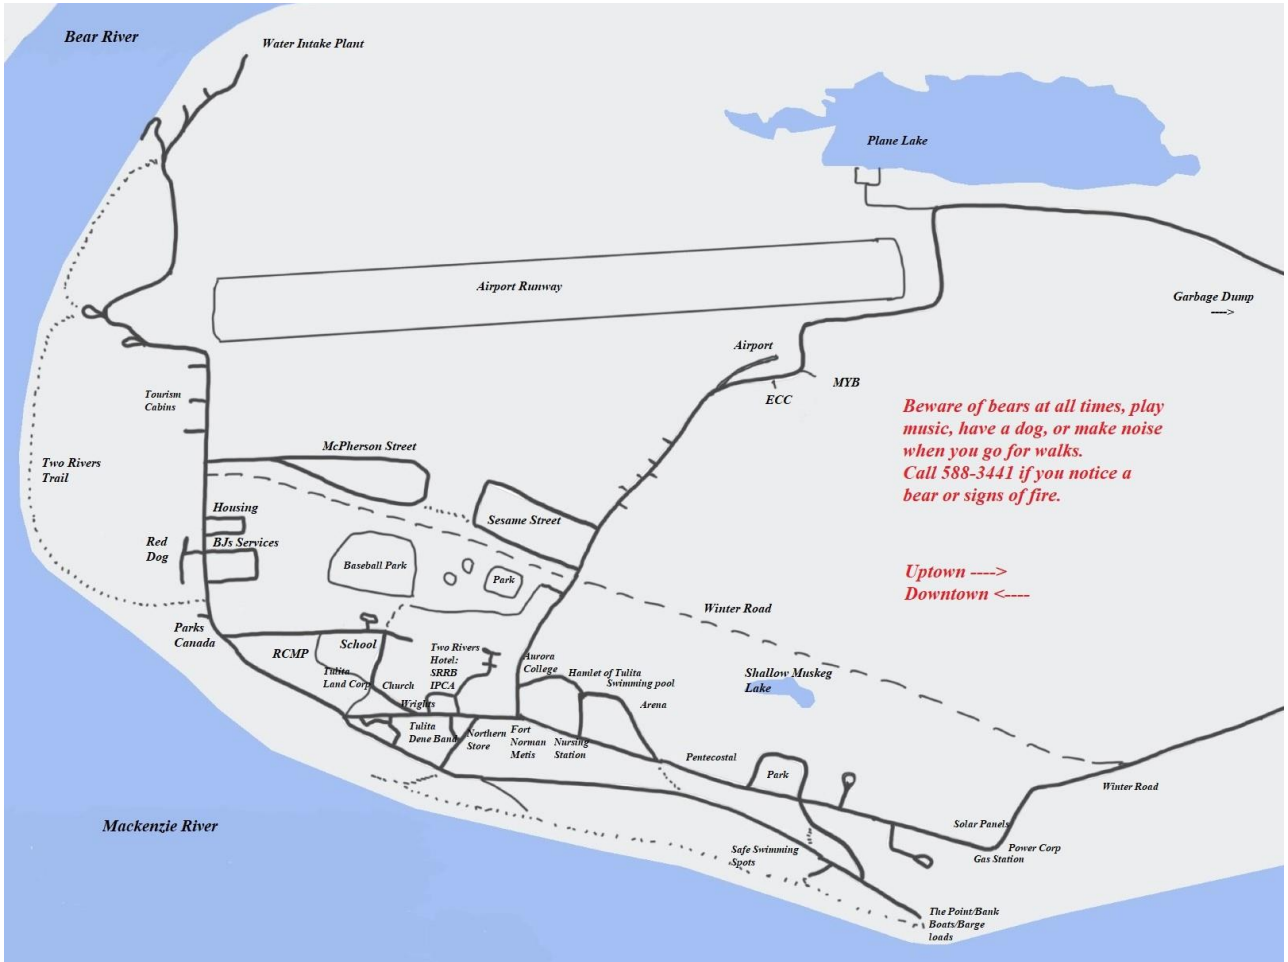 Bear River
Water Intake Plant
Plane Lake
Airport Runway
Garbage Dump
---->
Airport
MYB
ECC
Tourism
Cabins
Beware of bears at all times, play
music, have a dog, or make noise
when you go for walks.
Call 588-3441 if you notice a
bear or signs of fire.
McPherson Street
Two Rivers
Trail
Housing
Sesame Street
Red
Dog
BJs Services
Baseball Park
Park
Uptown ---->
Downtown <----
Winter Road
Parks
Canada
RCMP
School
Two Rivers
Hotel:
SRRB
IPCA
Aurora
College
Hamlet of Tulita
Swimming pool
Arena
Shallow Muskeg
Lake
Tulita
Land Corp
Church
Wrights
Tulita
Dene Band
Northern
Store
Fort
Norman
Metis
Nursing
Station
Pentecostal
Park
Winter Road
Mackenzie River
Solar Panels
Power Corp
Gas Station
Safe Swimming
Spots
The Point/Bank
Boats/Barge
loads